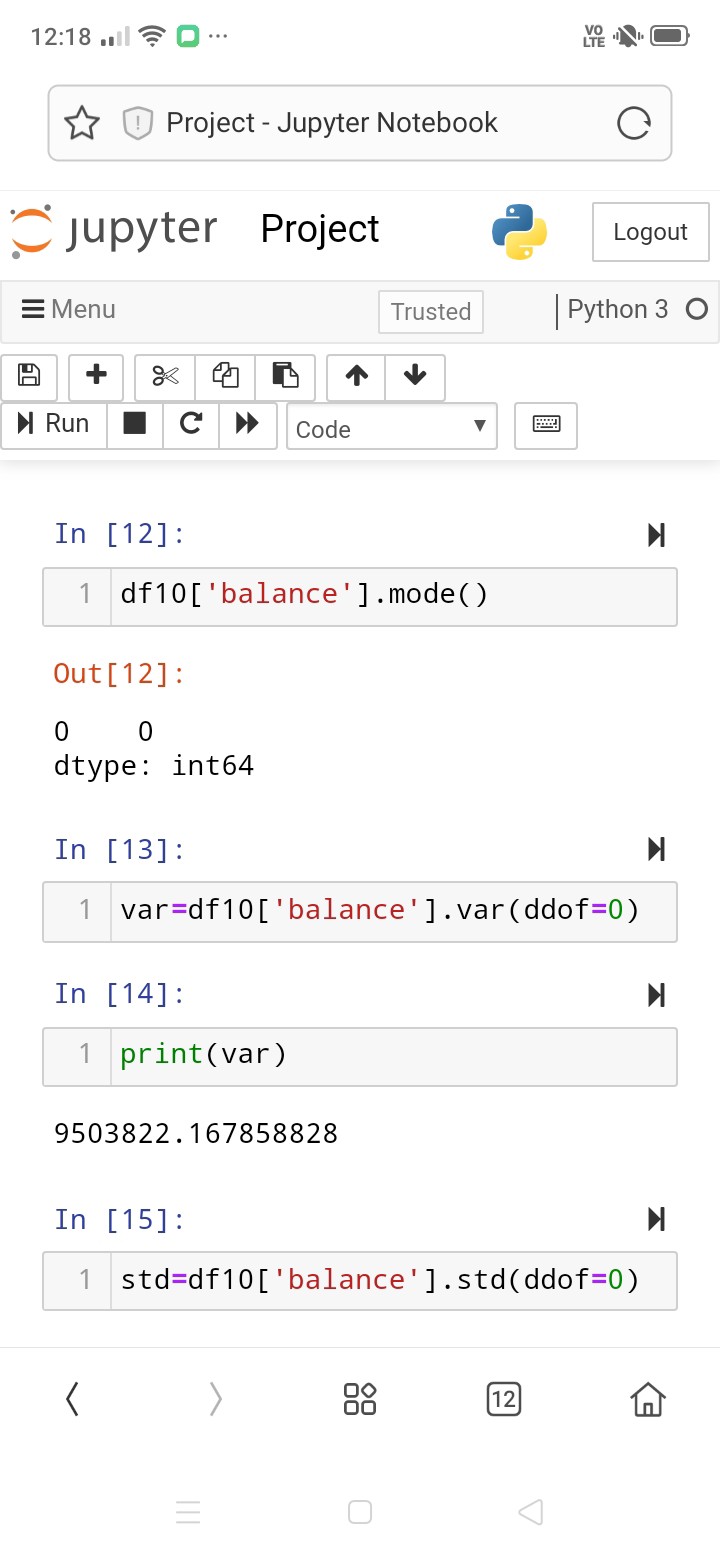 12:18 VO LTE
Project - Jupyter Notebook
jupyter Project Logout
Menu Trusted Python 3
Run Code
In [12]:
1 df10['balance'].mode()
Out[12]:
0    0
dtype: int64
In [13]:
1 var=df10['balance'].var(ddof=0)
In [14]:
1 print(var)
9503822.167858828
In [15]:
1 std=df10['balance'].std(ddof=0)
12